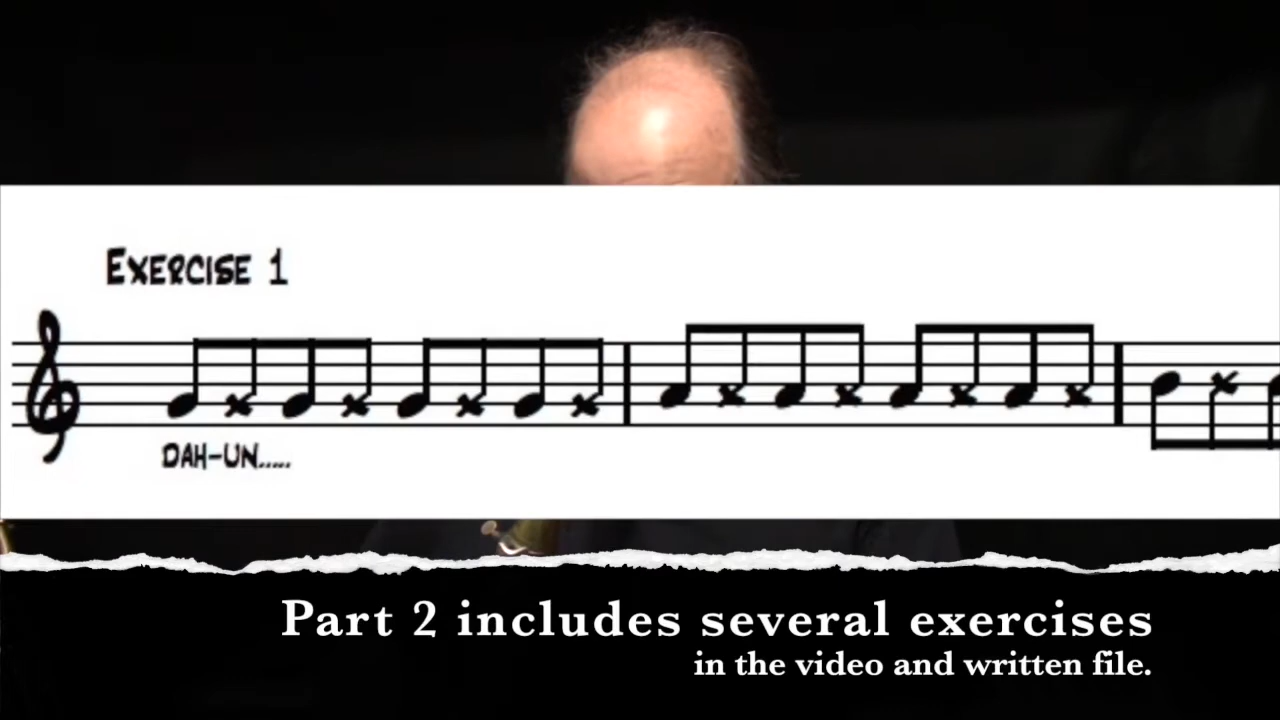 EXERCISE 1
DAH-UN.....
Part 2 includes several exercises
in the video and written file.